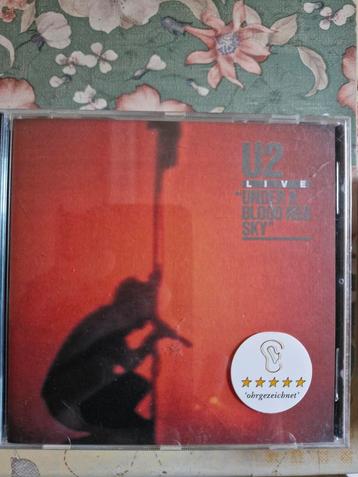 U2
LIVE
"UNDER A
BLOOD RED
SKY"
'ohrgezeichnet'